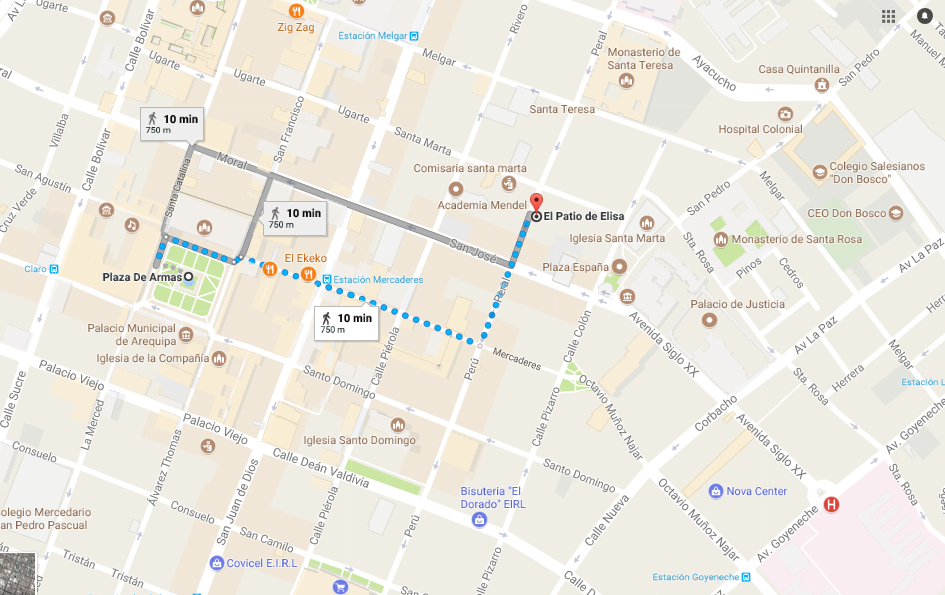 Av La
Calle Bolívar
Zig Zag
Estación Melgar
Rivero
Peral
Melgar
Monasterio de
Santa Teresa
Ayacucho
Casa Quintanilla
San Pedro
Manuel M
Ugarte
Ugarte
Ugarte
Santa Teresa
Hospital Colonial
Villalba
oral
10 min
750 m
San Francisco
Moral
Santa Marta
Comisaria santa marta
Colegio Salesianos
"Don Bosco"
San Agustín
Calle Bolívar
Santa Catalina
Cruz Verde
10 min
750 m
Academia Mendel
El Patio de Elisa
San Pedro
Melgar
CEO Don Bosco
Iglesia Santa Marta
Sta. Rosa
Monasterio de Santa Rosa
San José
Claro
Plaza De Armas
El Ekeko
Estación Mercaderes
Peral
Plaza España
Pinos
Cedros
Av La Paz
Palacio de Justicia
10 min
750 m
Palacio Municipal
de Arequipa
Iglesia de la Compañía
Calle Piérola
Mercaderes
Calle Colón
Avenida Siglo XX
Av La Paz
Melgar
Palacio Viejo
Santo Domingo
Perú
Sta. Rosa
Herrera
Estación L
Calle Sucre
La Merced
Palacio Viejo
Calle Pizarro
Octavio Muñoz Najar
Corbacho
Avenida Siglo XX
Av. Goyeneche
Iglesia Santo Domingo
Consuelo
Álvarez Thomas
San Juan de Dios
Calle Deán Valdivia
Santo Domingo
Sta. Rosa
Bisuteria "El
Dorado" EIRL
Nova Center
Calle Nueva
Octavio Muñoz Najar
Colegio Mercedario
San Pedro Pascual
Consuelo
Calle Piérola
Perú
San Camilo
Av. Goyeneche
Tristán
Tristán
Covicel E.I.R.L
Calle Pizarro
Calle Deán Valdivia
Estación Goyeneche